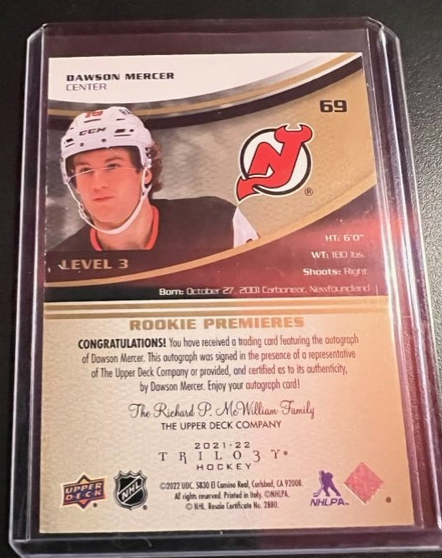 DAWSON MERCER
CENTER
69
19
CCM
®
LEVEL 3
HT: 6'0"
WT: 180 lbs.
Shoots: Right
Born: October 27, 2001 Carbonear, Newfoundland
ROOKIE PREMIERES
CONGRATULATIONS! You have received a trading card featuring the autograph
of Dawson Mercer. This autograph was signed in the presence of a representative
of The Upper Deck Company or provided, and certified as to its authenticity,
by Dawson Mercer. Enjoy your autograph card!
The Richard P. McWilliam Family
THE UPPER DECK COMPANY
2021-22
TRILO3Y®
HOCKEY
UPPER DECK
NHL
©2022 UDC. 5830 El Camino Real, Carlsbad, CA 92008.
All rights reserved. Printed in Italy. ©NHLPA.
© NHL. Resale Certificate No. 2880.
NHLPA